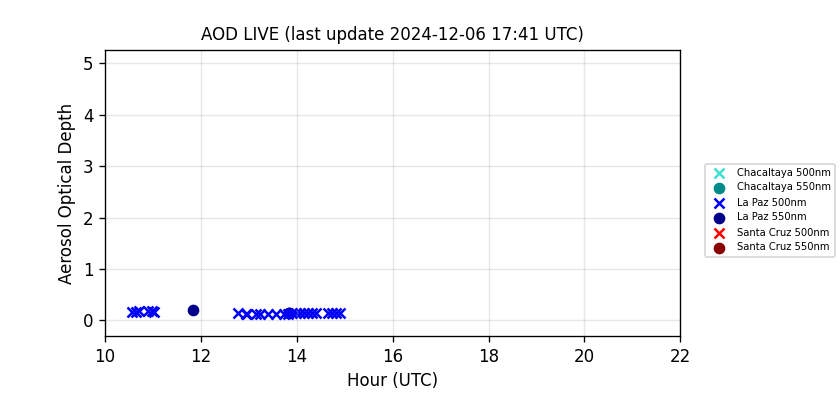 AOD LIVE (last update 2024-12-06 17:41 UTC)
Aerosol Optical Depth
5
4
3
2
1
0
10 12 14 16 18 20 22
Hour (UTC)
Chacaltaya 500nm
Chacaltaya 550nm
La Paz 500nm
La Paz 550nm
Santa Cruz 500nm
Santa Cruz 550nm